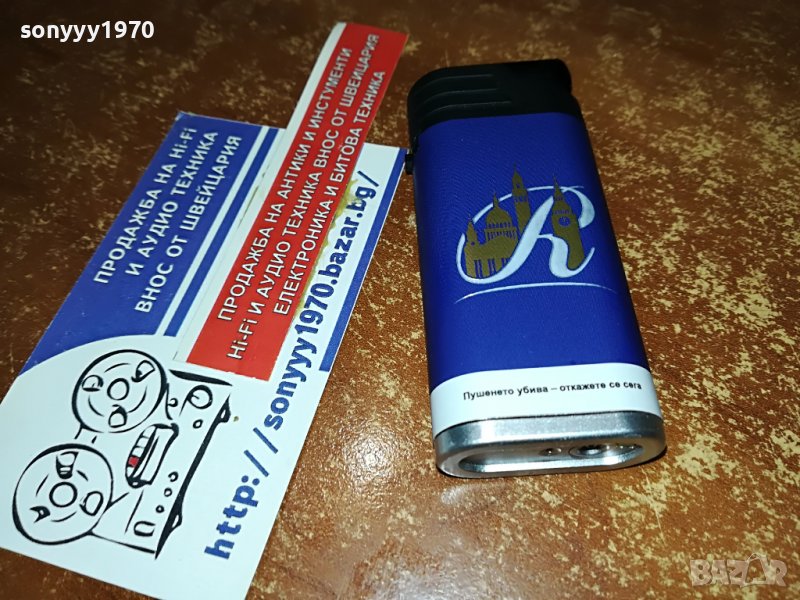 sonyyy1970
ПРОДАЖБА НА Hi-Fi
И АУДИО ТЕХНИКА
ВНОС ОТ ШВЕЙЦАРИЯ
ПРОДАЖБА НА АНТИКИ И ИНСТУМЕНТИ
Hi-Fi И АУДИО ТЕХНИКА ВНОС ОТ ШВЕЙЦАРИЯ
ЕЛЕКТРОНИКА И БИТОВА ТЕХНИКА
http://sonyyy1970.bazar.bg/
R
Пушенето убива – откажете се сега
BAZAR